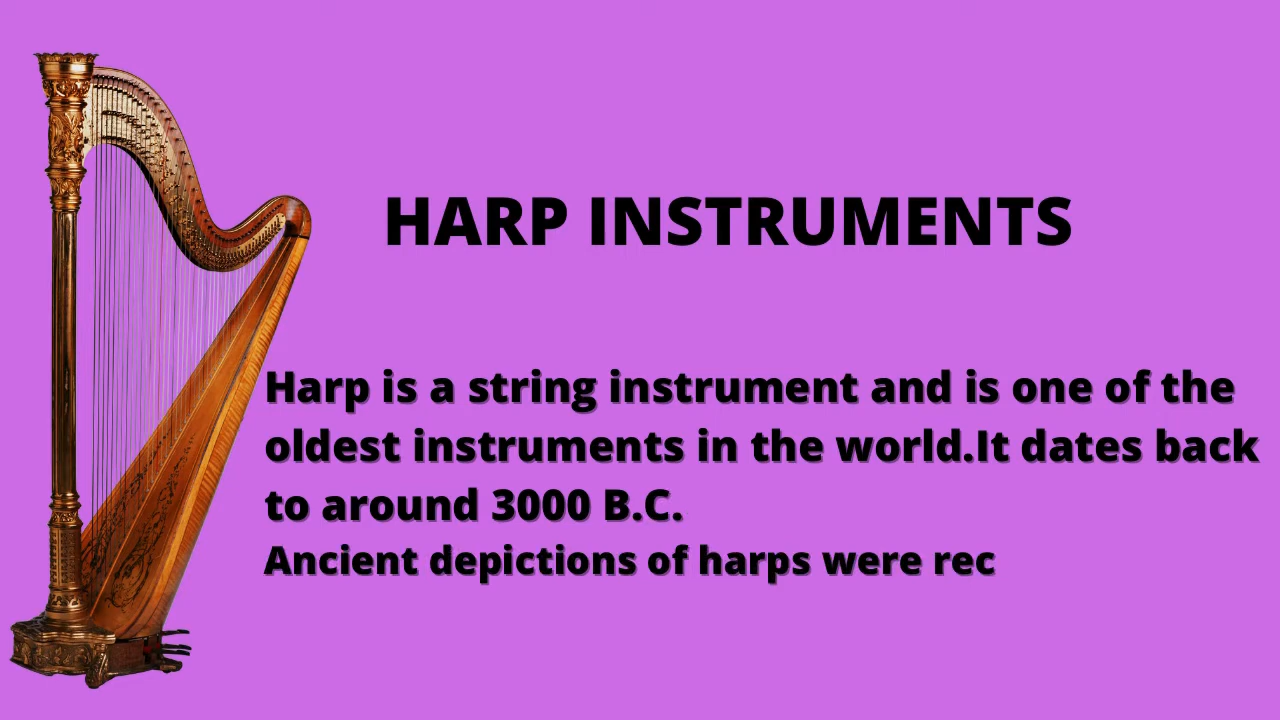 HARP INSTRUMENTS
Harp is a string instrument and is one of the
oldest instruments in the world.It dates back
to around 3000 B.C.
Ancient depictions of harps were rec